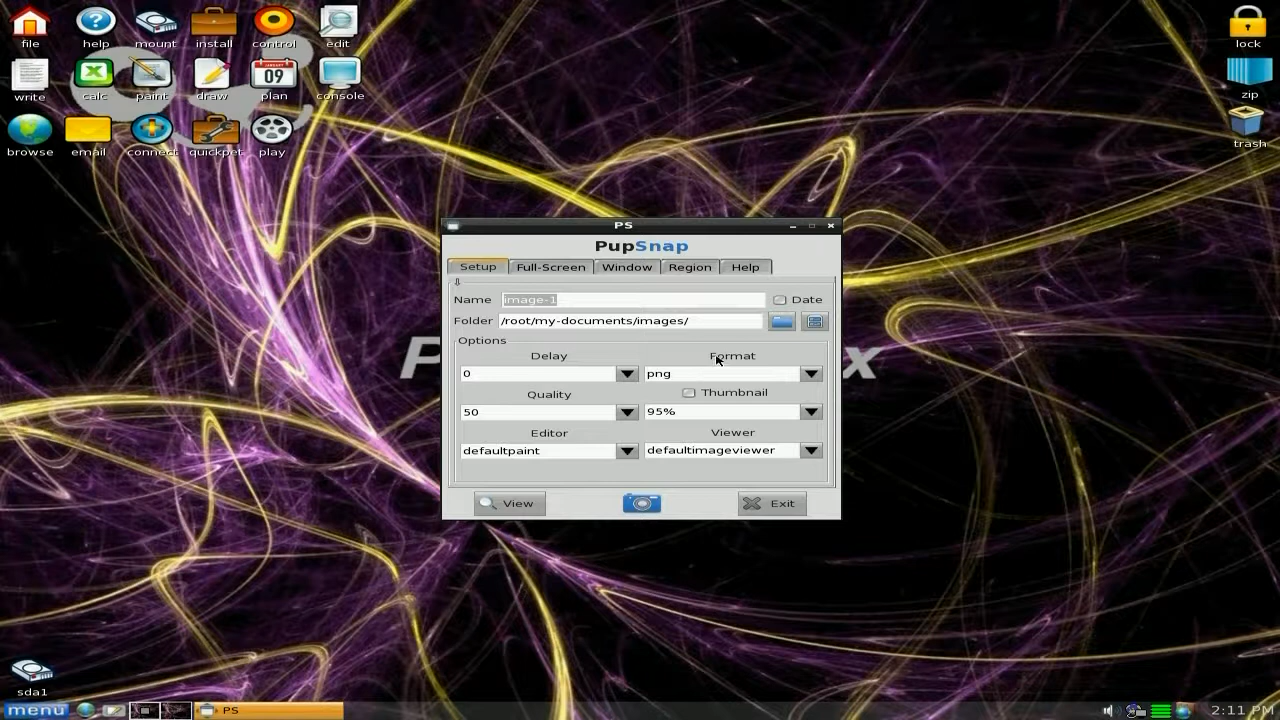 file help mount install control edit
write calc paint draw plan console
JANUARY
09
browse email connect quickpet play
lock
zip
trash
PS
PupSnap
Setup Full-Screen Window Region Help
Name image-1 Date
Folder /root/my-documents/images/
Options
Delay Format
0 png
Quality Thumbnail
50 95%
Editor Viewer
defaultpaint defaultimageviewer
View Exit
P x
sda1
menu PS 2:11 PM